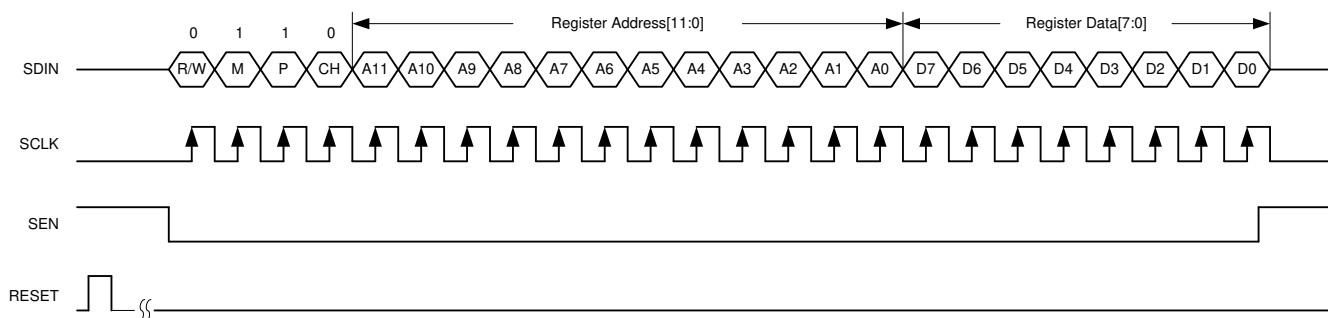 Register Address[11:0] Register Data[7:0]
0 1 1 0
SDIN R/W M P CH A11 A10 A9 A8 A7 A6 A5 A4 A3 A2 A1 A0 D7 D6 D5 D4 D3 D2 D1 D0
SCLK
SEN
RESET